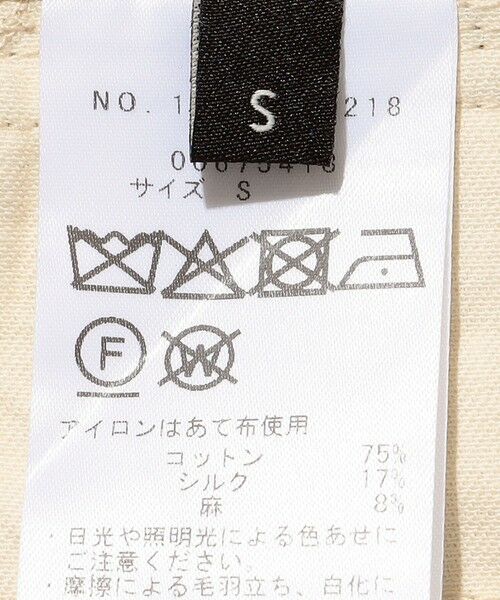 S
NO. 1 218
サイズ S
F
W
アイロンはあて布使用
コットン 75%
シルク 17%
麻 8%
・日光や照明光による色あせに
ご注意ください。
・摩擦による毛羽立ち、白化に